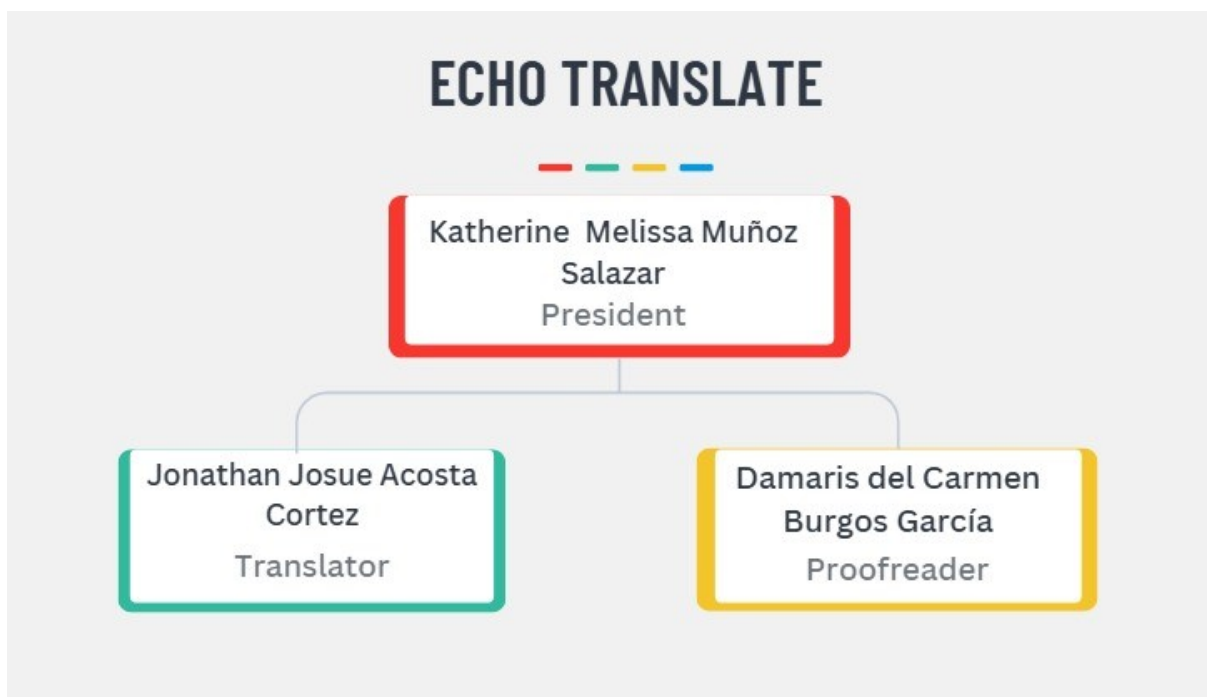 ECHO TRANSLATE
Katherine Melissa Muñoz
Salazar
President
Jonathan Josue Acosta
Cortez
Translator
Damaris del Carmen
Burgos García
Proofreader